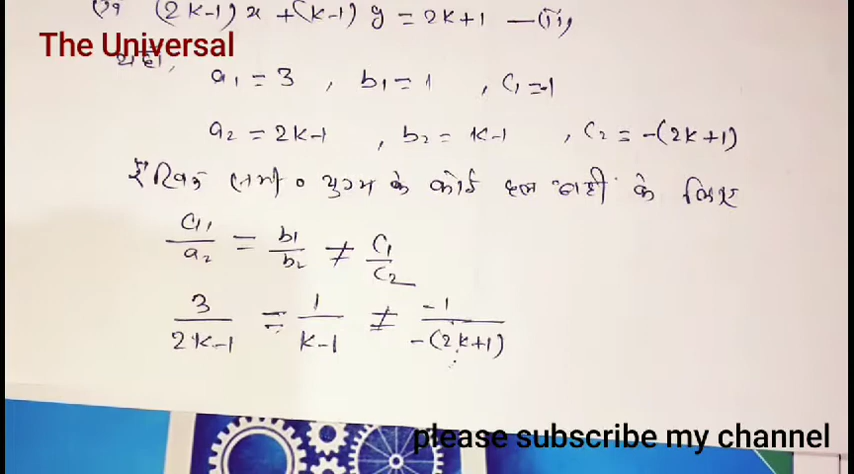 एवं (2k-1)x + (k-1)y = 2k+1 —(ii)
The Universal
यहाँ,
a₁ = 3 , b₁ = 1 , c₁ = -1
a₂ = 2k-1 , b₂ = k-1 , c₂ = -(2k+1)
रैखिक समी० युग्म के कोई हल नहीं के लिए
a₁/a₂ = b₁/b₂ ≠ c₁/c₂
3/2k-1 = 1/k-1 ≠ -1/-(2k+1)
please subscribe my channel